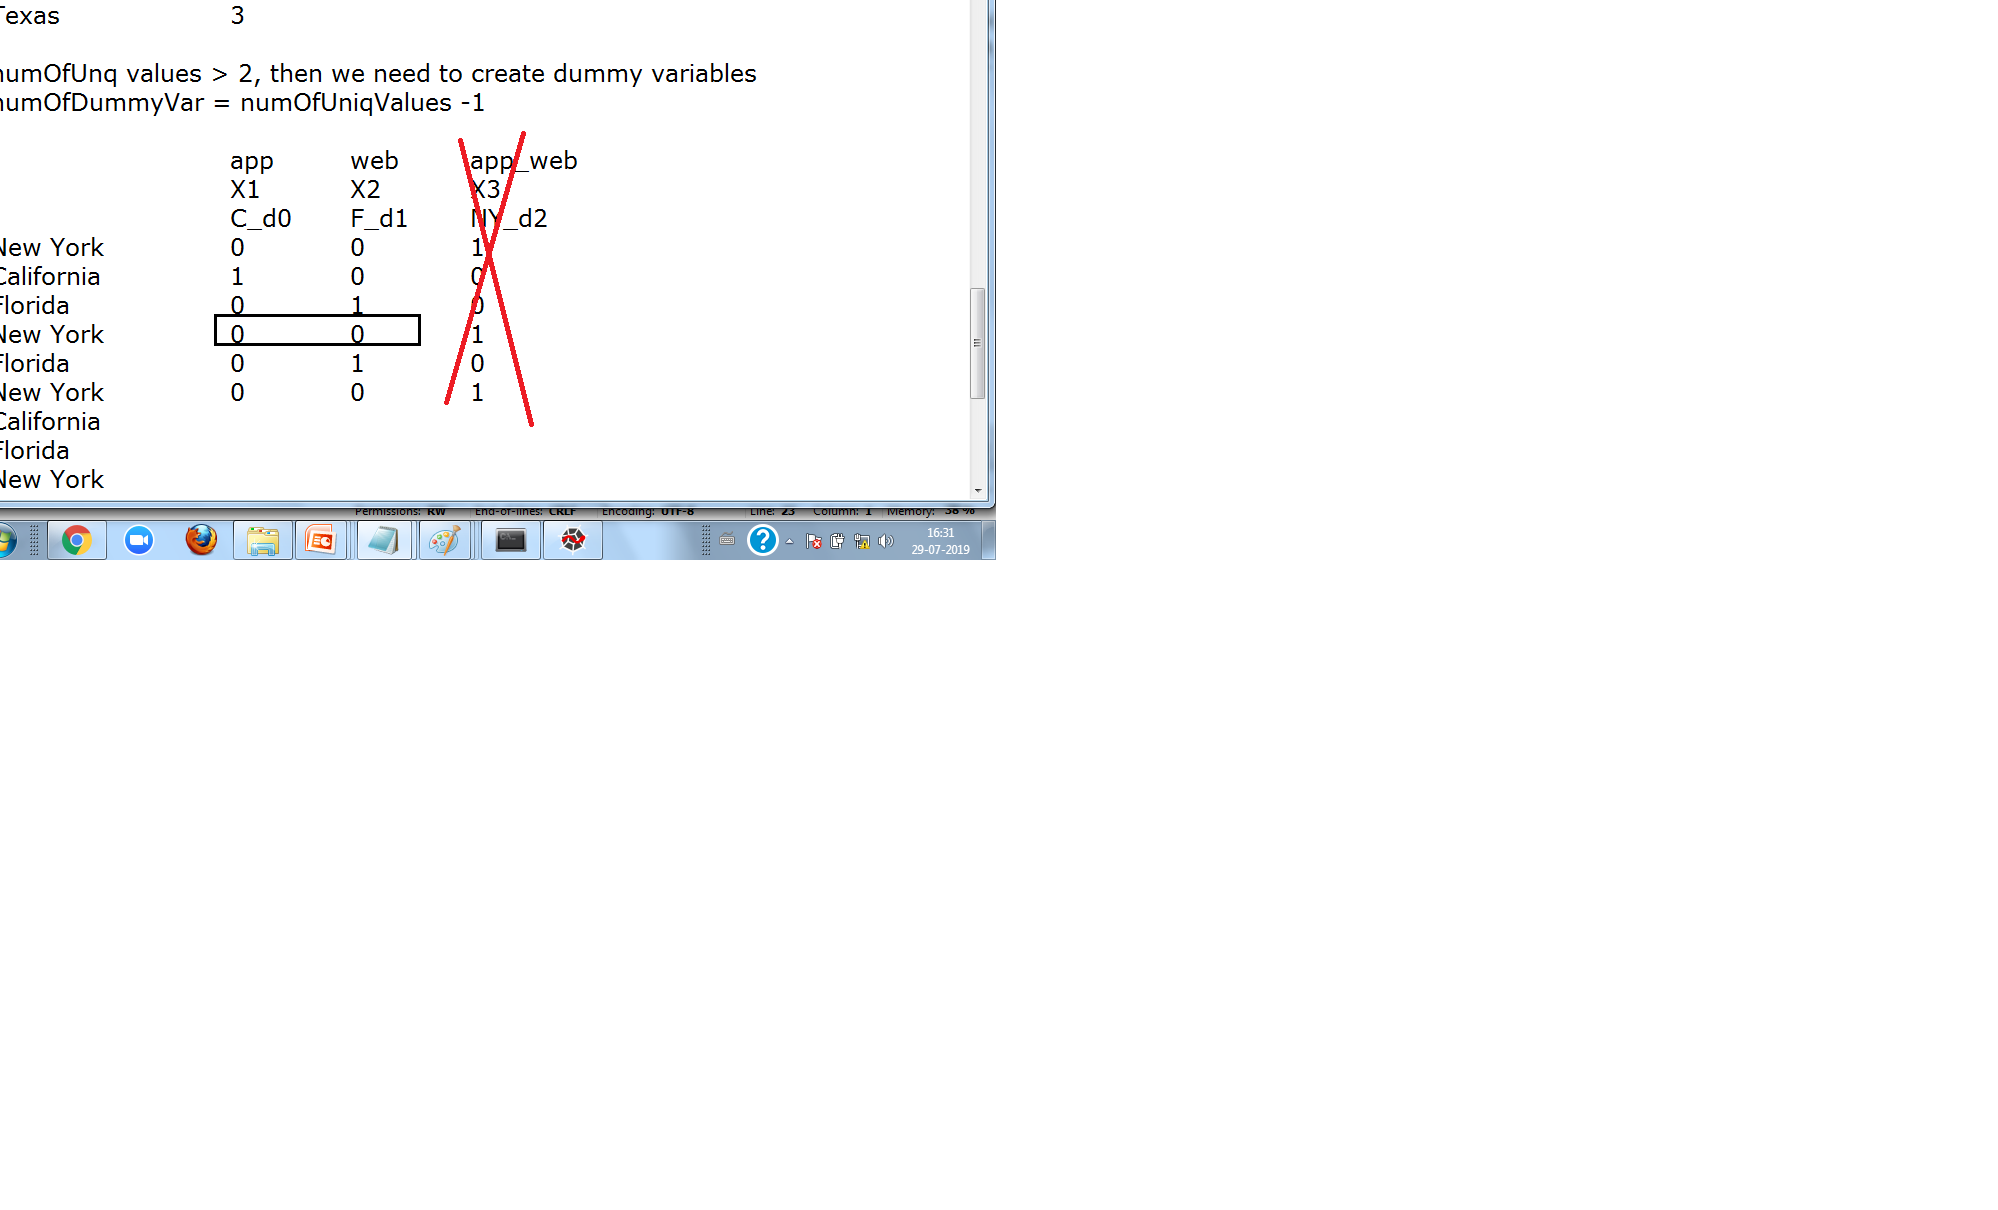 Texas 3
numOfUnq values > 2, then we need to create dummy variables
numOfDummyVar = numOfUniqValues -1
app web app_web
X1 X2 X3
C_d0 F_d1 NY_d2
New York 0 0 1
California 1 0 0
Florida 0 1 0
New York 0 0 1
Florida 0 1 0
New York 0 0 1
California
Florida
New York
Permissions: RW End-of-lines: CRLF Encoding: UTF-8 Line: 23 Column: 1 Memory: 38 %
16:31
29-07-2019